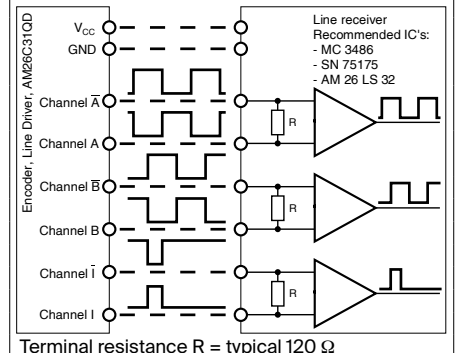 Encoder, Line Driver, AM26C31QD
V_CC
GND
Channel A̅
Channel A
Channel B̅
Channel B
Channel I̅
Channel I
Line receiver
Recommended IC's:
- MC 3486
- SN 75175
- AM 26 LS 32
R
R
R
Terminal resistance R = typical 120 Ω